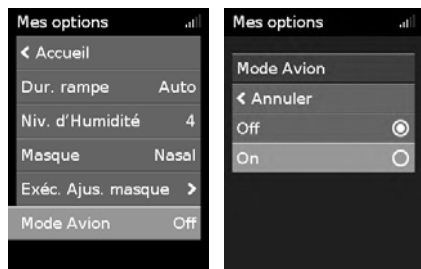 Mes options
< Accueil
Dur. rampe Auto
Niv. d'Humidité 4
Masque Nasal
Exéc. Ajus. masque >
Mode Avion Off
Mes options
Mode Avion
< Annuler
Off
On